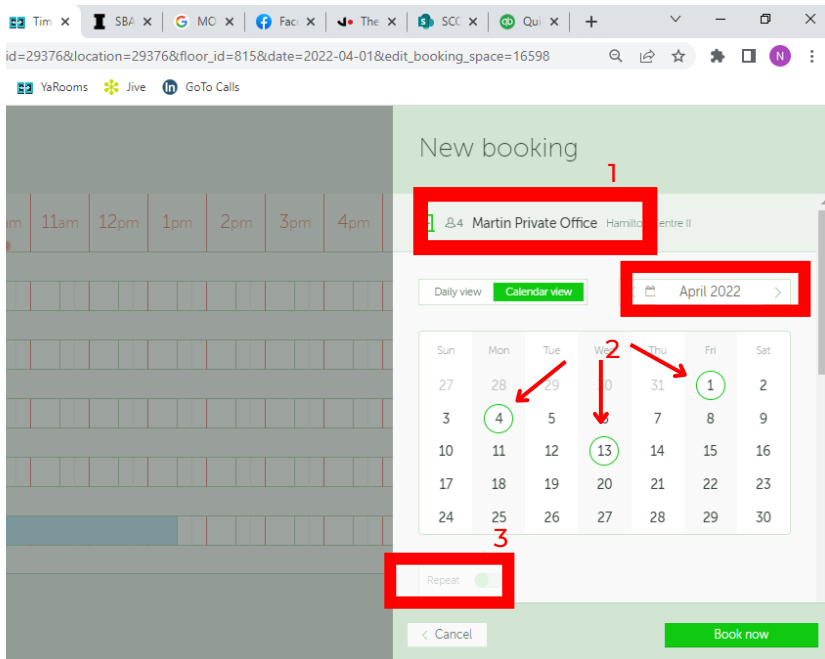 Tim
SBA
MO
Fac
The
SCC
Qui
id=29376&location=29376&floor_id=815&date=2022-04-01&edit_booking_space=16598
N
YaRooms Jive GoTo Calls
New booking
1
11am 12pm 1pm 2pm 3pm 4pm
4 Martin Private Office Hamilton Centre II
Daily view Calendar view April 2022
Sun Mon Tue Wed Thu Fri Sat
2
27 28 29 30 31 1 2
3 4 5 6 7 8 9
10 11 12 13 14 15 16
17 18 19 20 21 22 23
24 25 26 27 28 29 30
3
Repeat
Cancel Book now